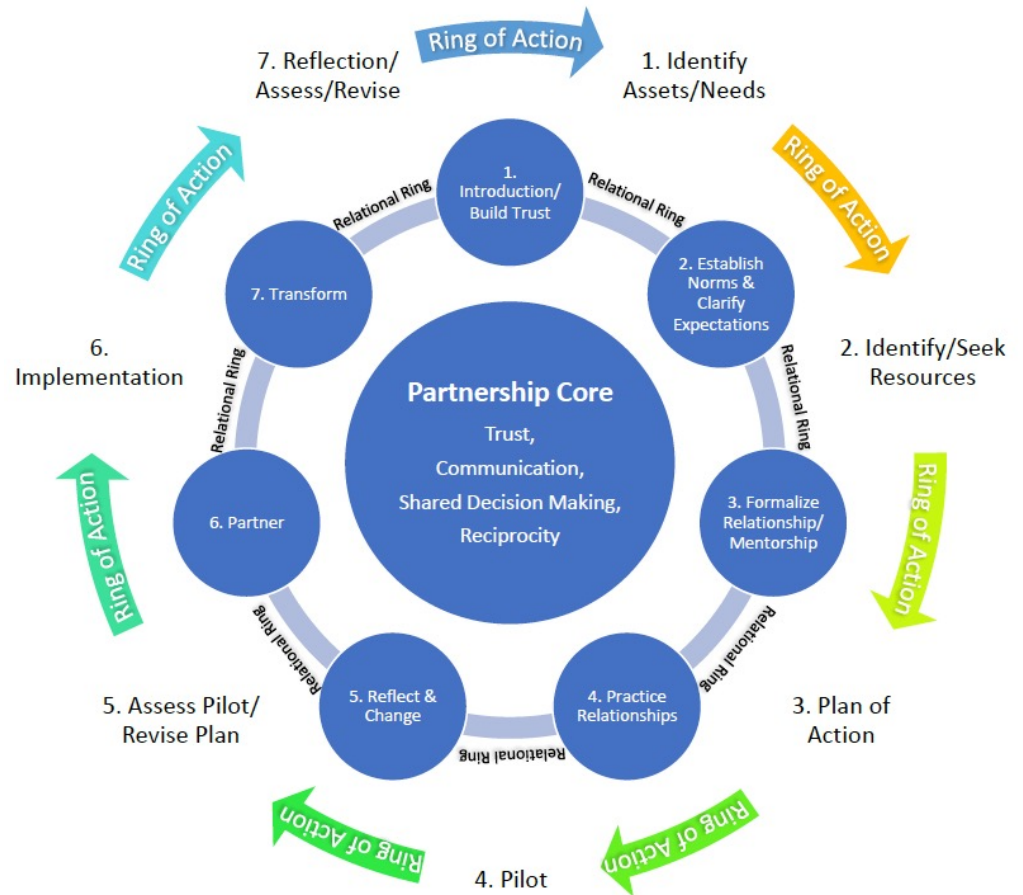 Ring of Action
7. Reflection/
Assess/Revise
1. Identify
Assets/Needs
Ring of Action
Ring of Action
1.
Introduction/
Build Trust
Relational Ring
Relational Ring
2. Establish
Norms &
Clarify
Expectations
7. Transform
6.
Implementation
2. Identify/Seek
Resources
Relational Ring
Relational Ring
Partnership Core
Trust,
Communication,
Shared Decision Making,
Reciprocity
3. Formalize
Relationship/
Mentorship
6. Partner
Ring of Action
Ring of Action
Relational Ring
Relational Ring
5. Reflect &
Change
4. Practice
Relationships
Relational Ring
5. Assess Pilot/
Revise Plan
3. Plan of
Action
Ring of Action
Ring of Action
4. Pilot